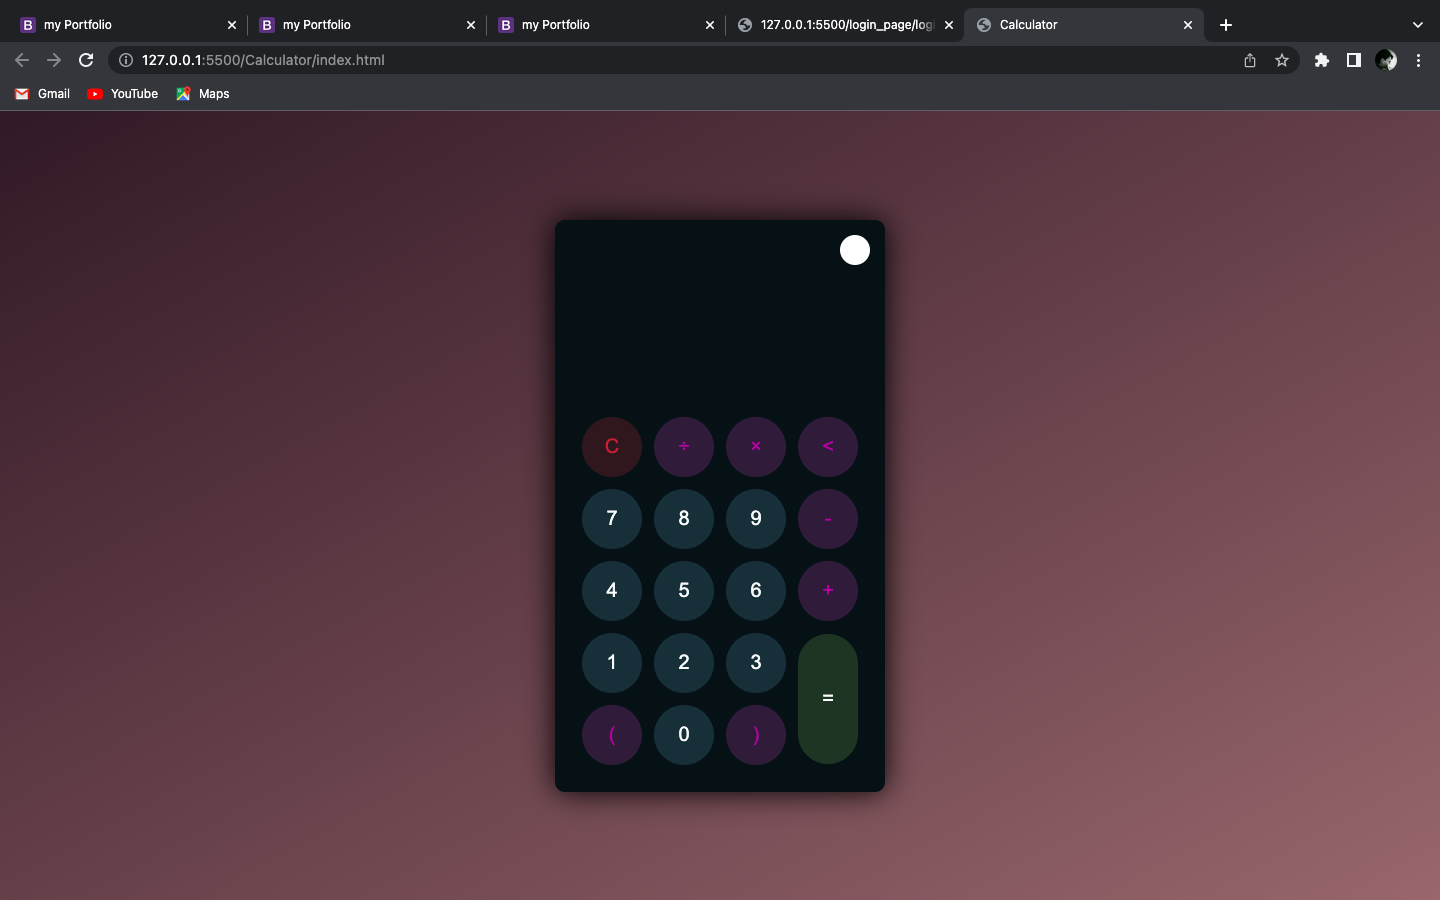 my Portfolio my Portfolio my Portfolio 127.0.0.1:5500/login_page/logi Calculator
127.0.0.1:5500/Calculator/index.html
Gmail YouTube Maps
C ÷ × <
7 8 9 -
4 5 6 +
1 2 3
=
( 0 )